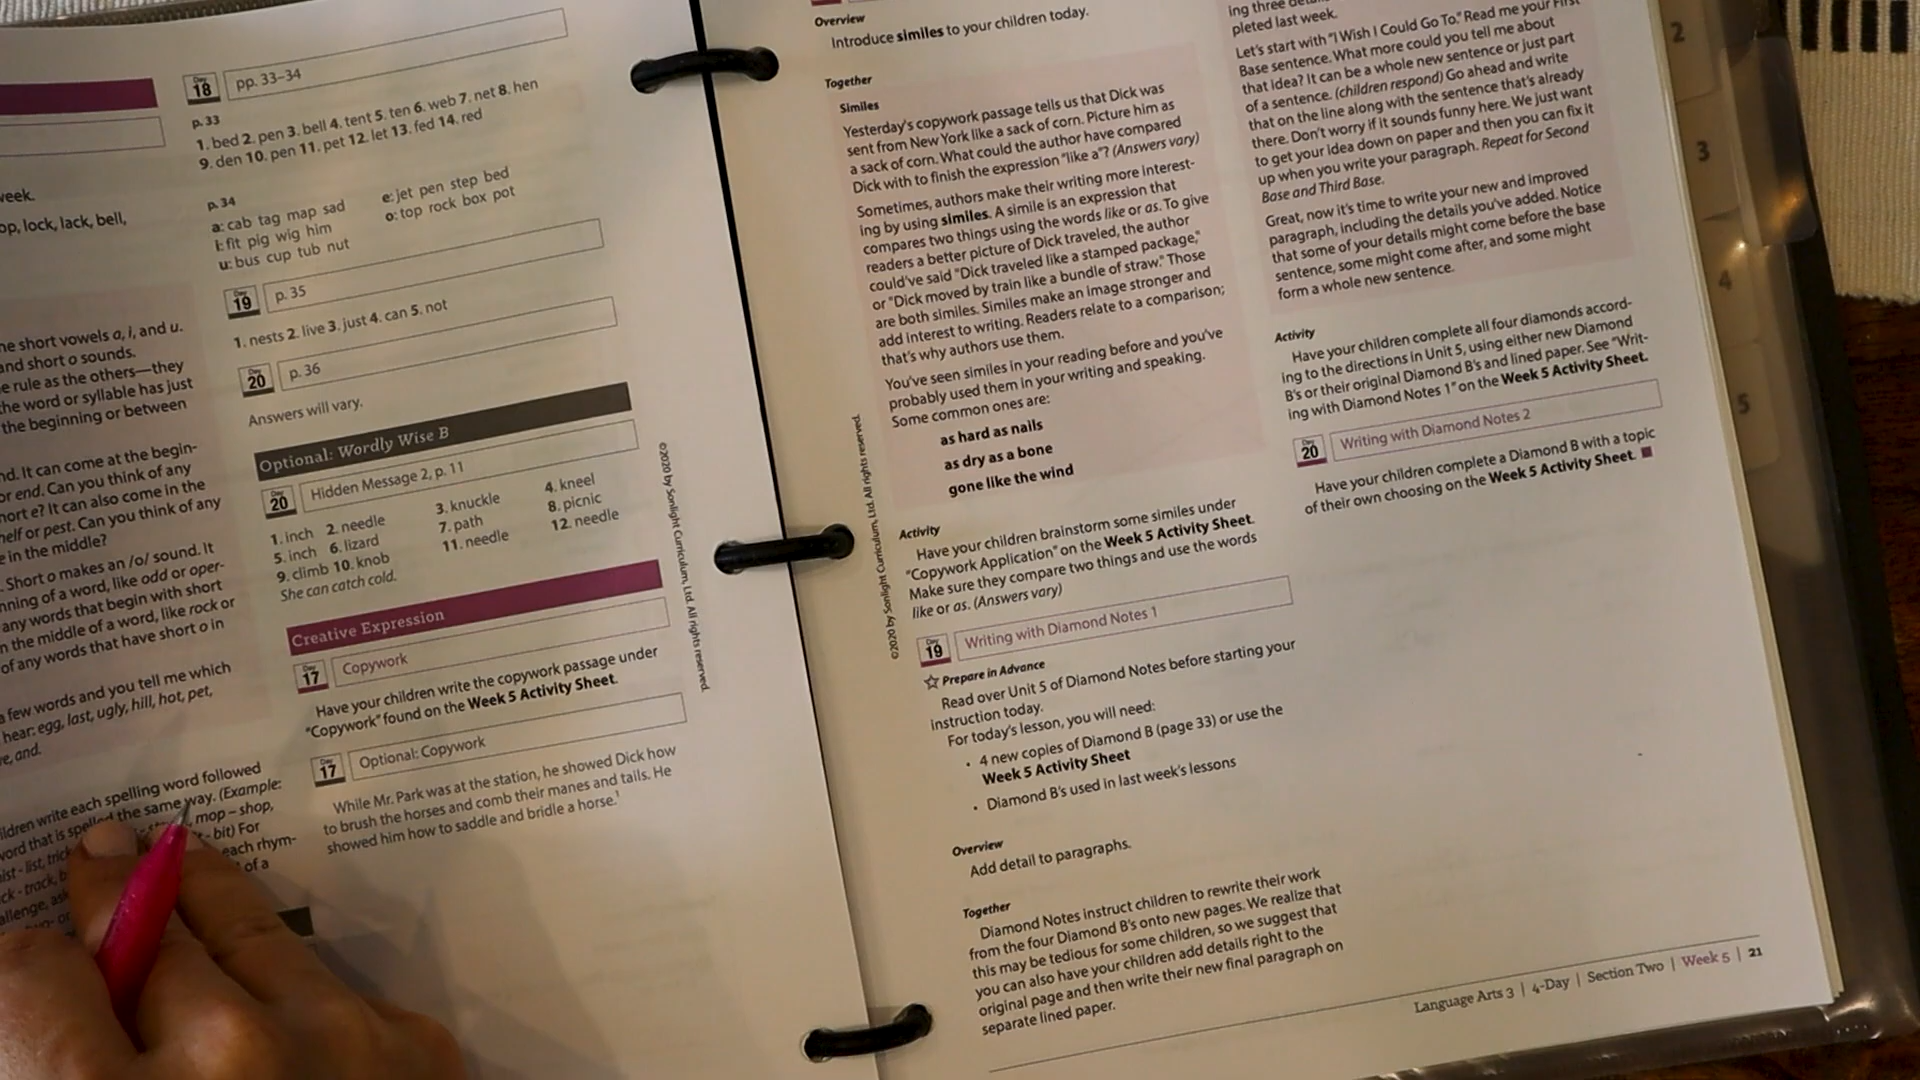 week.
op, lock, lack, bell,
he short vowels a, i, and u.
and short o sounds.
e rule as the others—they
the word or syllable has just
the beginning or between
nd. It can come at the begin-
or end. Can you think of any
hort e? It can also come in the
helf or pest. Can you think of any
e in the middle?
. Short o makes an /o/ sound. It
nning of a word, like odd or oper-
any words that begin with short
n the middle of a word, like rock or
of any words that have short o in
a few words and you tell me which
hear: egg, last, ugly, hill, hot, pet,
e, and.
ildren write each spelling word followed
word that is spelled the same way. (Example:
mop – shop,
- bit) For
ist - list, trick
each rhym-
ck - track, b
of a
allenge, ask
Day 18 pp. 33–34
p. 33
1. bed 2. pen 3. bell 4. tent 5. ten 6. web 7. net 8. hen
9. den 10. pen 11. pet 12. let 13. fed 14. red
p. 34
a: cab tag map sad
i: fit pig wig him
u: bus cup tub nut
e: jet pen step bed
o: top rock box pot
Day 19 p. 35
1. nests 2. live 3. just 4. can 5. not
Day 20 p. 36
Answers will vary.
Optional: Wordly Wise B
Day 20 Hidden Message 2, p. 11
1. inch 2. needle 3. knuckle 4. kneel
5. inch 6. lizard 7. path 8. picnic
9. climb 10. knob 11. needle 12. needle
She can catch cold.
Creative Expression
Day 17 Copywork
Have your children write the copywork passage under
"Copywork" found on the Week 5 Activity Sheet.
Day 17 Optional: Copywork
While Mr. Park was at the station, he showed Dick how
to brush the horses and comb their manes and tails. He
showed him how to saddle and bridle a horse.¹
©2020 by Sonlight Curriculum, Ltd. All rights reserved.
©2020 by Sonlight Curriculum, Ltd. All rights reserved.
Overview
Introduce similes to your children today.
Together
Similes
Yesterday's copywork passage tells us that Dick was
sent from New York like a sack of corn. Picture him as
a sack of corn. What could the author have compared
Dick with to finish the expression "like a"? (Answers vary)
Sometimes, authors make their writing more interest-
ing by using similes. A simile is an expression that
compares two things using the words like or as. To give
readers a better picture of Dick traveled, the author
could've said "Dick traveled like a stamped package,"
or "Dick moved by train like a bundle of straw." Those
are both similes. Similes make an image stronger and
add interest to writing. Readers relate to a comparison;
that's why authors use them.
You've seen similes in your reading before and you've
probably used them in your writing and speaking.
Some common ones are:
as hard as nails
as dry as a bone
gone like the wind
Activity
Have your children brainstorm some similes under
"Copywork Application" on the Week 5 Activity Sheet.
Make sure they compare two things and use the words
like or as. (Answers vary)
Day 19 Writing with Diamond Notes 1
☆ Prepare in Advance
Read over Unit 5 of Diamond Notes before starting your
instruction today.
For today's lesson, you will need:
• 4 new copies of Diamond B (page 33) or use the
Week 5 Activity Sheet
• Diamond B's used in last week's lessons
Overview
Add detail to paragraphs.
Together
Diamond Notes instruct children to rewrite their work
from the four Diamond B's onto new pages. We realize that
this may be tedious for some children, so we suggest that
you can also have your children add details right to the
original page and then write their new final paragraph on
separate lined paper.
ing three
pleted last week.
Let's start with "I Wish I Could Go To." Read me your First
Base sentence. What more could you tell me about
that idea? It can be a whole new sentence or just part
of a sentence. (children respond) Go ahead and write
that on the line along with the sentence that's already
there. Don't worry if it sounds funny here. We just want
to get your idea down on paper and then you can fix it
up when you write your paragraph. Repeat for Second
Base and Third Base.
Great, now it's time to write your new and improved
paragraph, including the details you've added. Notice
that some of your details might come before the base
sentence, some might come after, and some might
form a whole new sentence.
Activity
Have your children complete all four diamonds accord-
ing to the directions in Unit 5, using either new Diamond
B's or their original Diamond B's and lined paper. See "Writ-
ing with Diamond Notes 1" on the Week 5 Activity Sheet.
Day 20 Writing with Diamond Notes 2
Have your children complete a Diamond B with a topic
of their own choosing on the Week 5 Activity Sheet. ■
Language Arts 3 | 4-Day | Section Two | Week 5 | 21
2
3
4
5